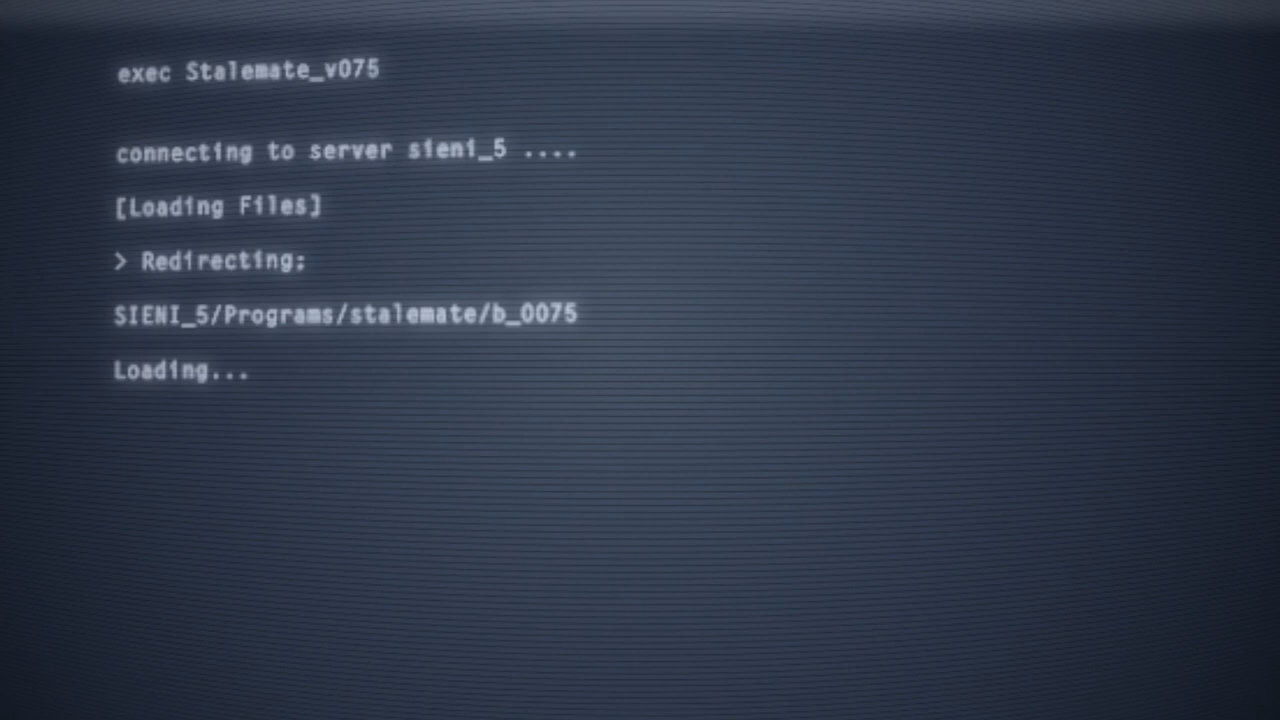 exec Stalemate_v075
connecting to server sieni_5 ....
[Loading Files]
> Redirecting:
SIENI_5/Programs/stalemate/b_0075
Loading...